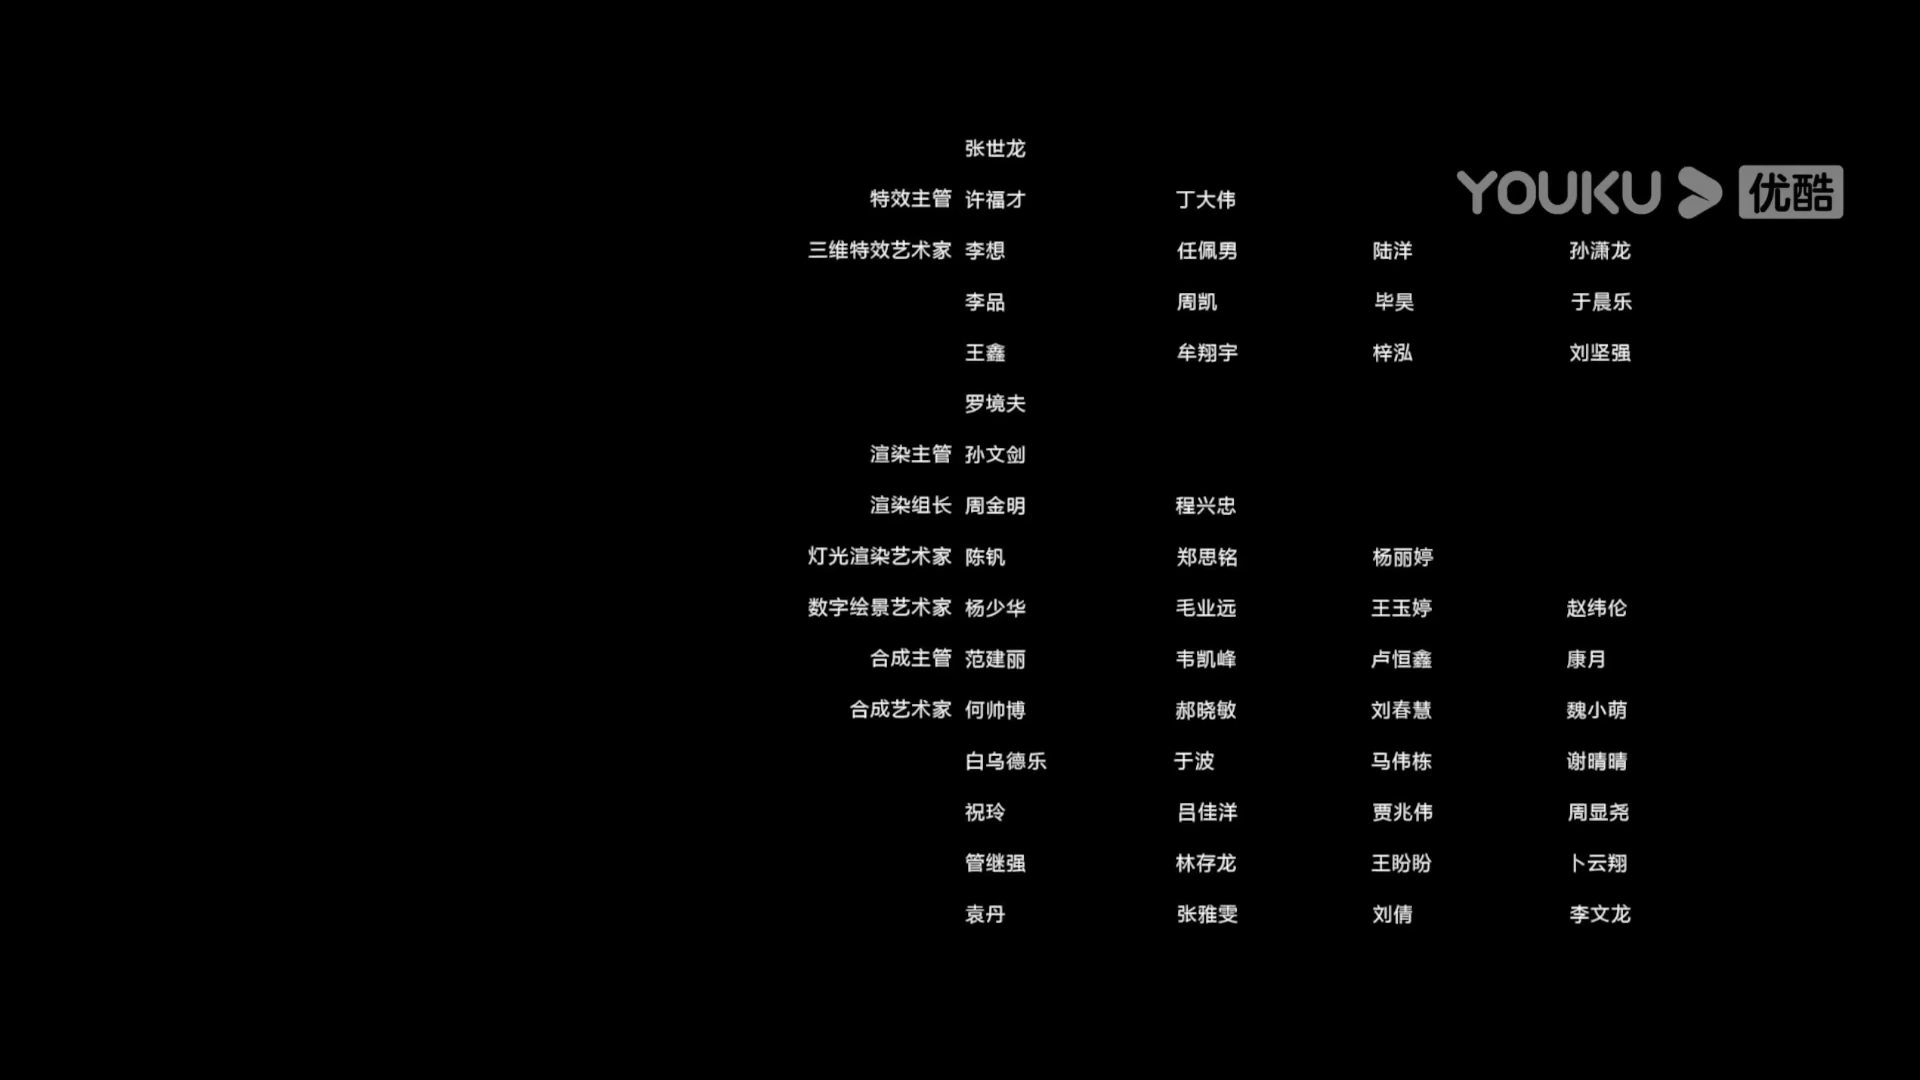 张世龙
YOUKU 优酷
特效主管 许福才 丁大伟
三维特效艺术家 李想 任佩男 陆洋 孙潇龙
李品 周凯 毕昊 于晨乐
王鑫 牟翔宇 梓泓 刘坚强
罗境夫
渲染主管 孙文剑
渲染组长 周金明 程兴忠
灯光渲染艺术家 陈钒 郑思铭 杨丽婷
数字绘景艺术家 杨少华 毛业远 王玉婷 赵纬伦
合成主管 范建丽 韦凯峰 卢恒鑫 康月
合成艺术家 何帅博 郝晓敏 刘春慧 魏小萌
白乌德乐 于波 马伟栋 谢晴晴
祝玲 吕佳洋 贾兆伟 周显尧
管继强 林存龙 王盼盼 卜云翔
袁丹 张雅雯 刘倩 李文龙